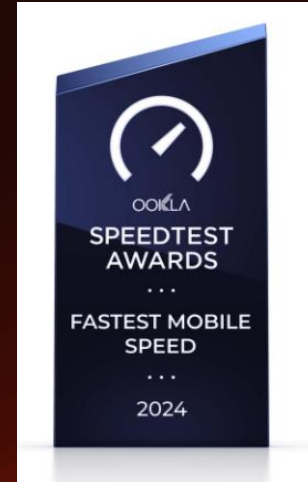 OOKLA
SPEEDTEST
AWARDS
...
FASTEST MOBILE
SPEED
...
2024